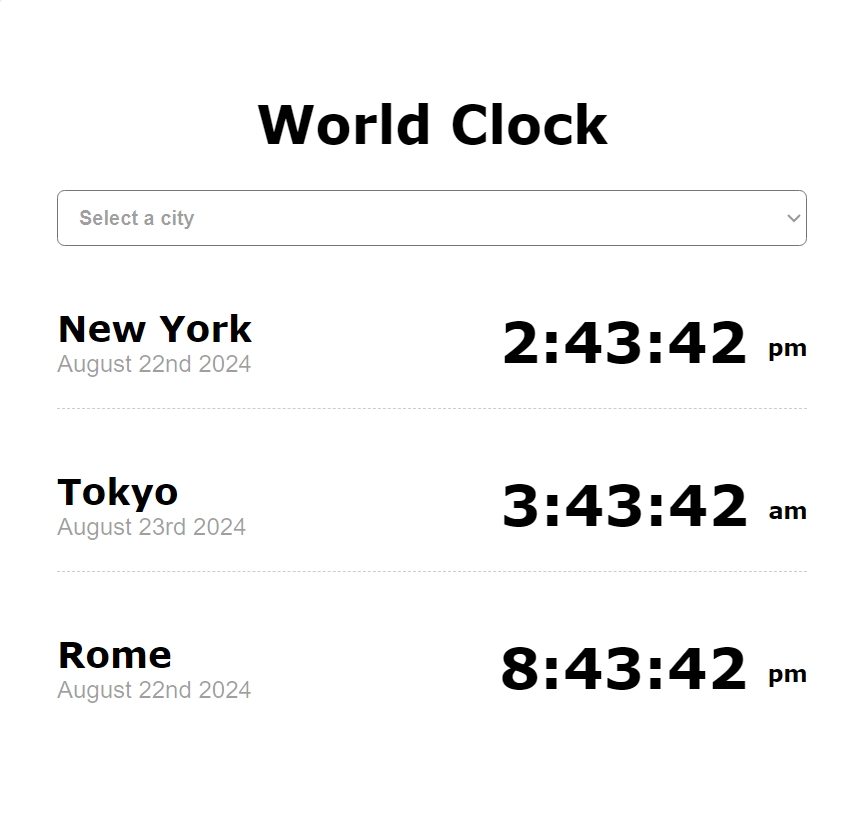 World Clock
Select a city
New York
August 22nd 2024
2:43:42 pm
Tokyo
August 23rd 2024
3:43:42 am
Rome
August 22nd 2024
8:43:42 pm